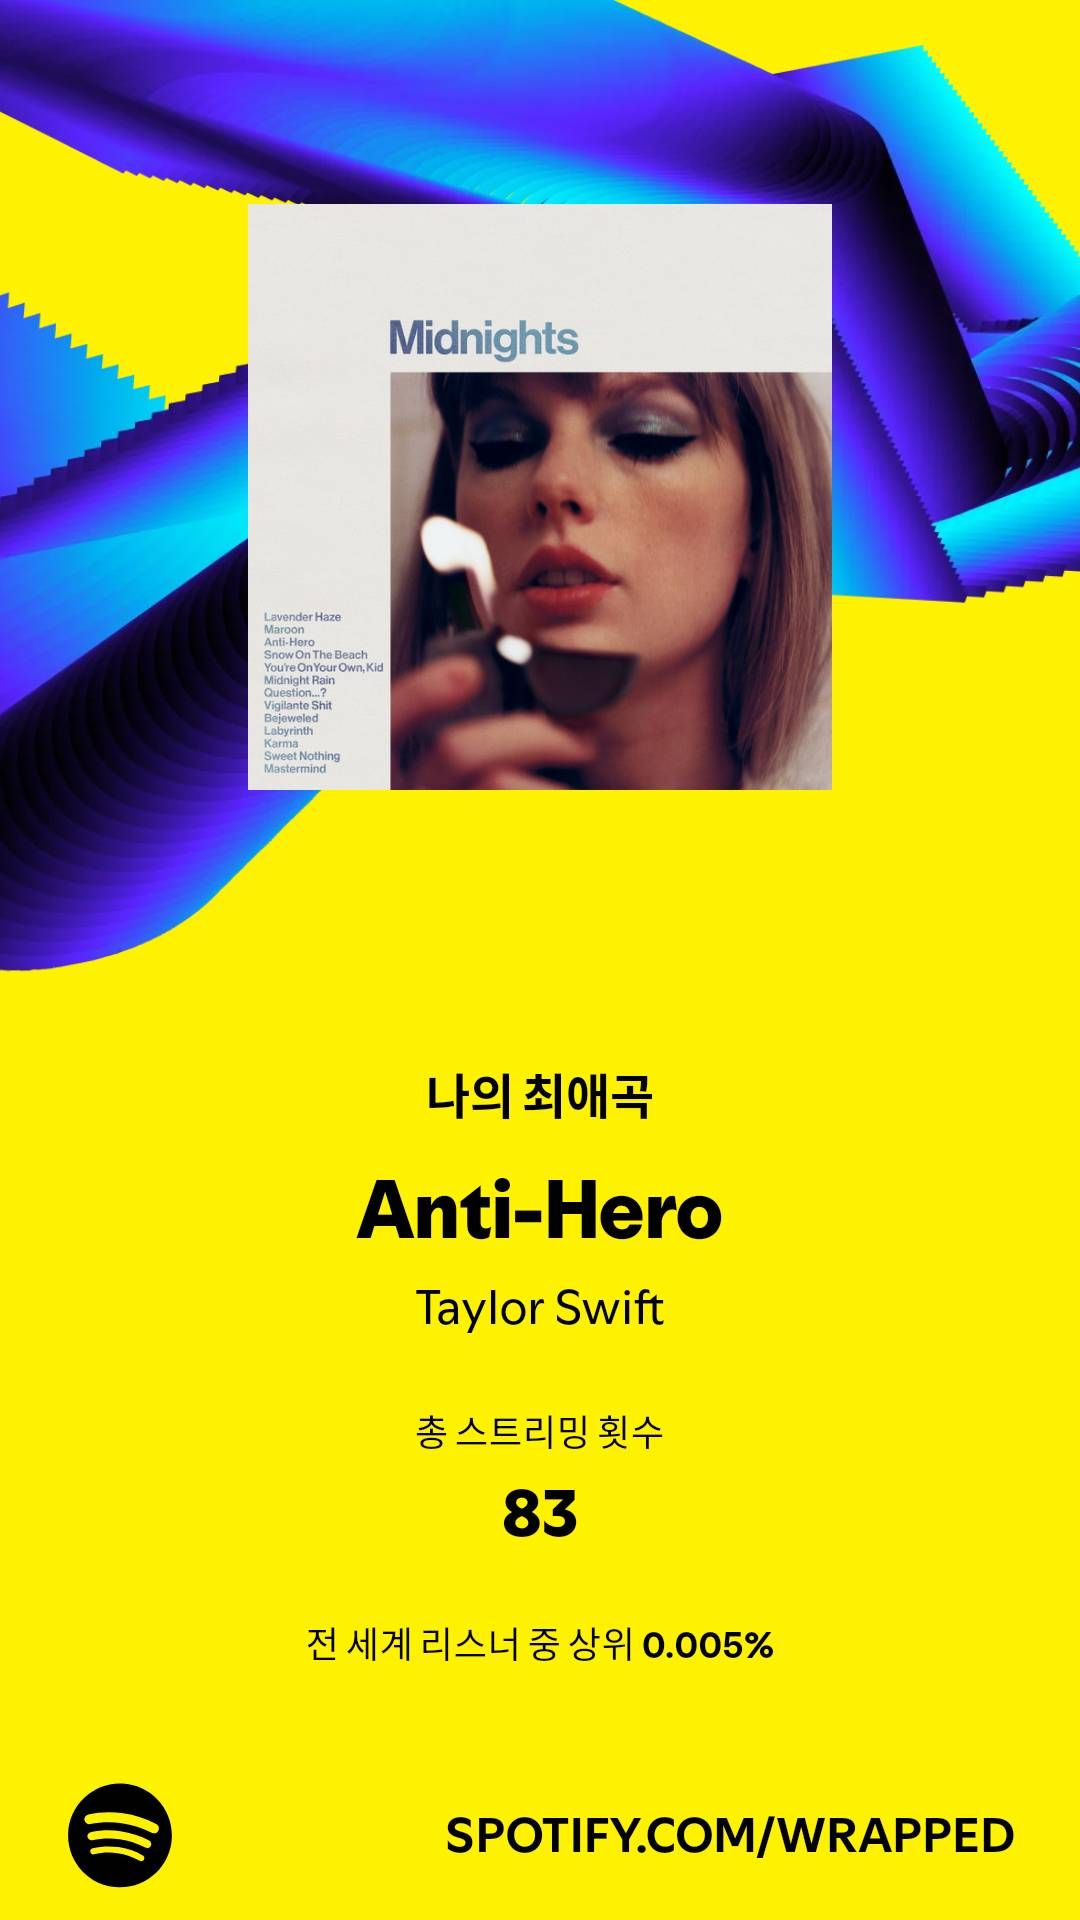 Midnights
Lavender Haze
Maroon
Anti-Hero
Snow On The Beach
You're On Your Own, Kid
Midnight Rain
Question...?
Vigilante Shit
Bejeweled
Labyrinth
Karma
Sweet Nothing
Mastermind
나의 최애곡
Anti-Hero
Taylor Swift
총 스트리밍 횟수
83
전 세계 리스너 중 상위 0.005%
SPOTIFY.COM/WRAPPED